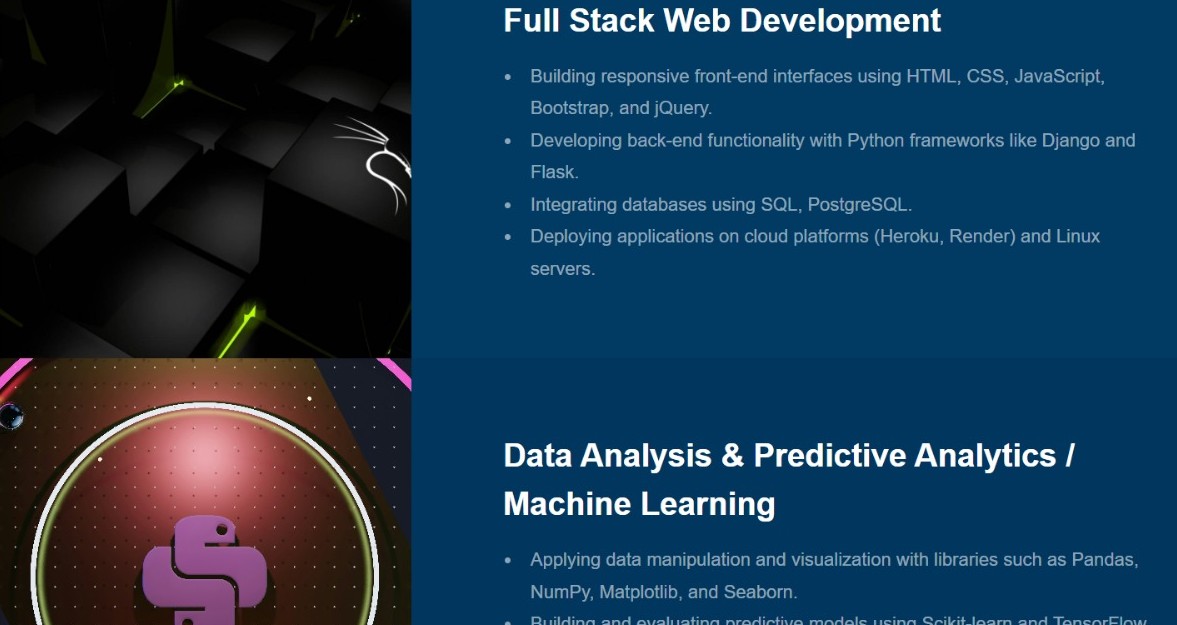 Full Stack Web Development
Building responsive front-end interfaces using HTML, CSS, JavaScript,
Bootstrap, and jQuery.
Developing back-end functionality with Python frameworks like Django and
Flask.
Integrating databases using SQL, PostgreSQL.
Deploying applications on cloud platforms (Heroku, Render) and Linux
servers.
Data Analysis & Predictive Analytics /
Machine Learning
Applying data manipulation and visualization with libraries such as Pandas,
NumPy, Matplotlib, and Seaborn.
Building and evaluating predictive models using Scikit-learn and TensorFlow